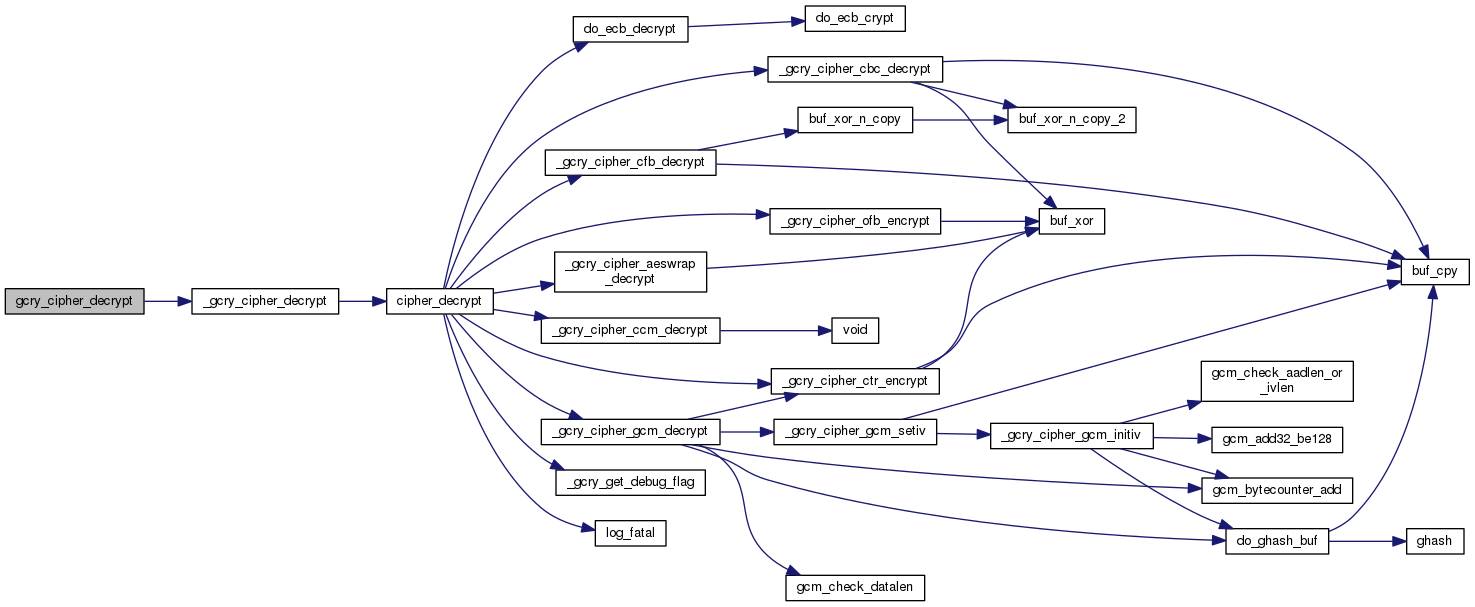 do_ecb_decrypt
do_ecb_crypt
_gcry_cipher_cbc_decrypt
buf_xor_n_copy
buf_xor_n_copy_2
_gcry_cipher_cfb_decrypt
_gcry_cipher_ofb_encrypt
buf_xor
_gcry_cipher_aeswrap
_decrypt
buf_cpy
gcry_cipher_decrypt
_gcry_cipher_decrypt
cipher_decrypt
_gcry_cipher_ccm_decrypt
void
_gcry_cipher_ctr_encrypt
gcm_check_aadlen_or
_ivlen
_gcry_cipher_gcm_decrypt
_gcry_cipher_gcm_setiv
_gcry_cipher_gcm_initiv
gcm_add32_be128
_gcry_get_debug_flag
gcm_bytecounter_add
log_fatal
do_ghash_buf
ghash
gcm_check_datalen